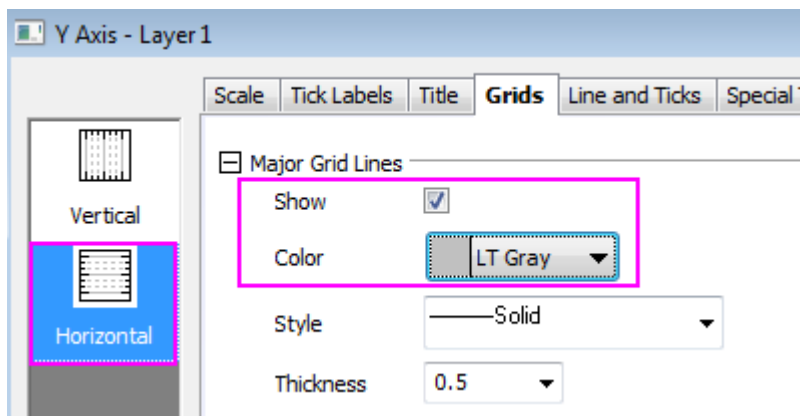 Y Axis - Layer 1
Scale Tick Labels Title Grids Line and Ticks Special
Vertical
Horizontal
Major Grid Lines
Show
Color LT Gray
Style Solid
Thickness 0.5